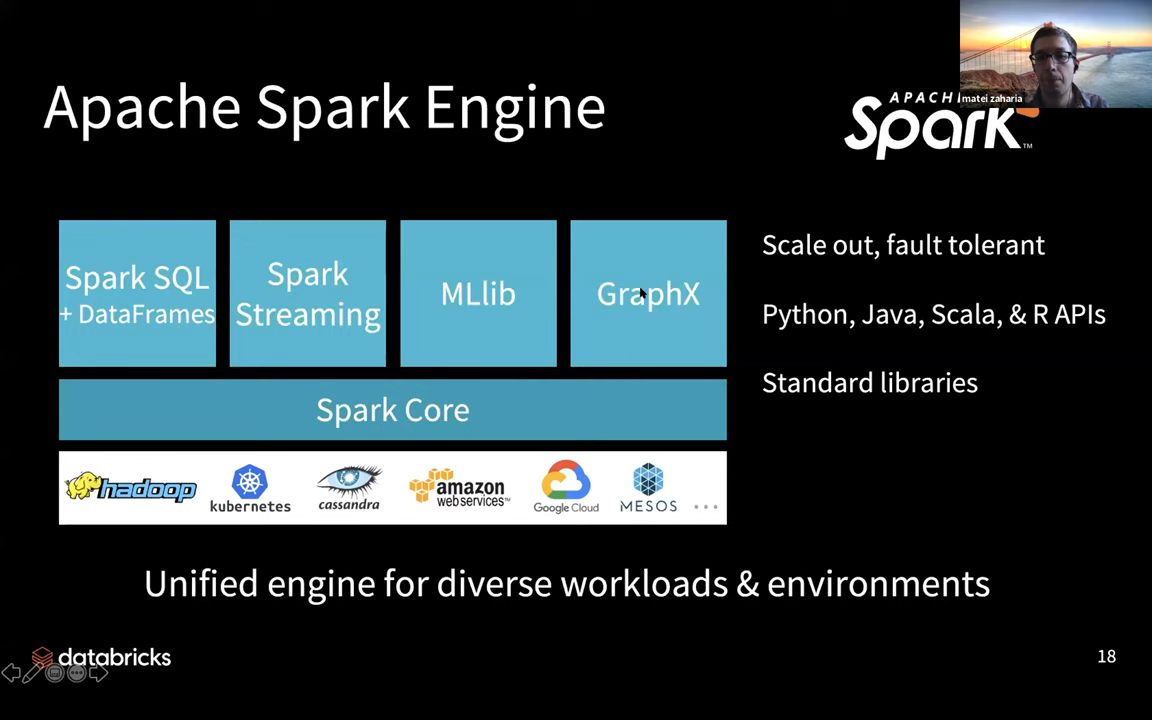 Apache Spark Engine
APACHE
Spark
TM
matei zaharia
Spark SQL
+ DataFrames
Spark
Streaming
MLlib
GraphX
Scale out, fault tolerant
Python, Java, Scala, & R APIs
Standard libraries
Spark Core
hadoop
kubernetes
cassandra
amazon
web services™
Google Cloud
MESOS
...
Unified engine for diverse workloads & environments
databricks
18